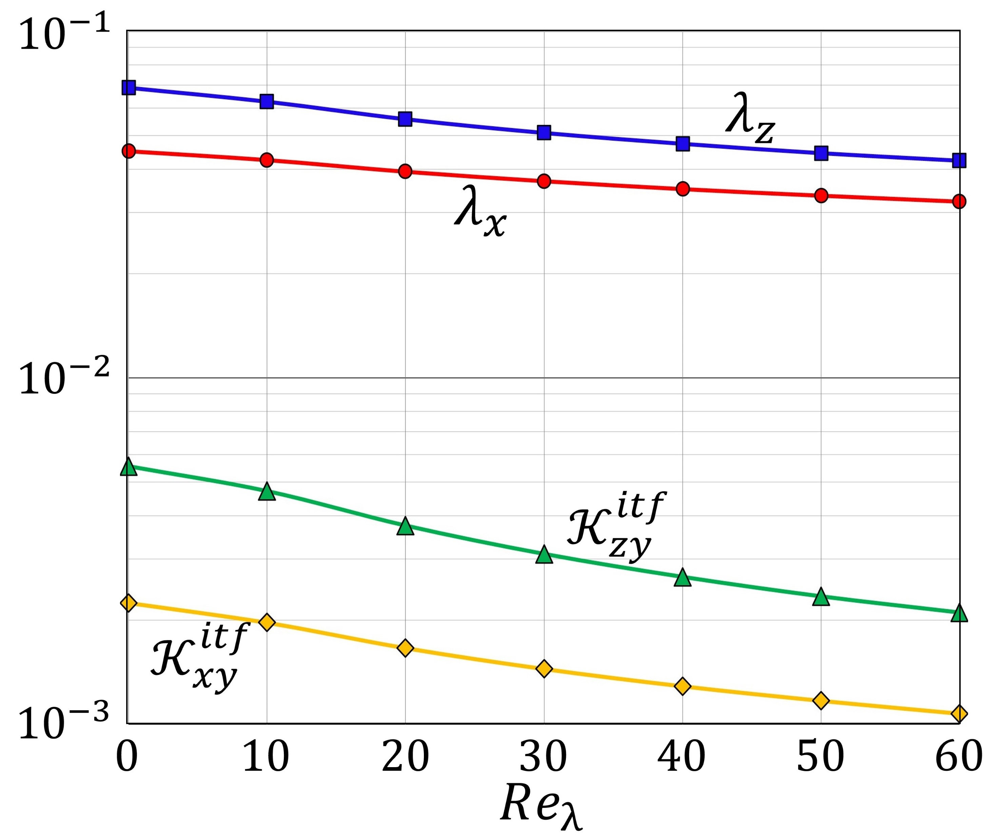 10⁻¹
λ_z
λ_x
10⁻²
𝒦_zy^itf
𝒦_xy^itf
10⁻³
0 10 20 30 40 50 60
Re_λ